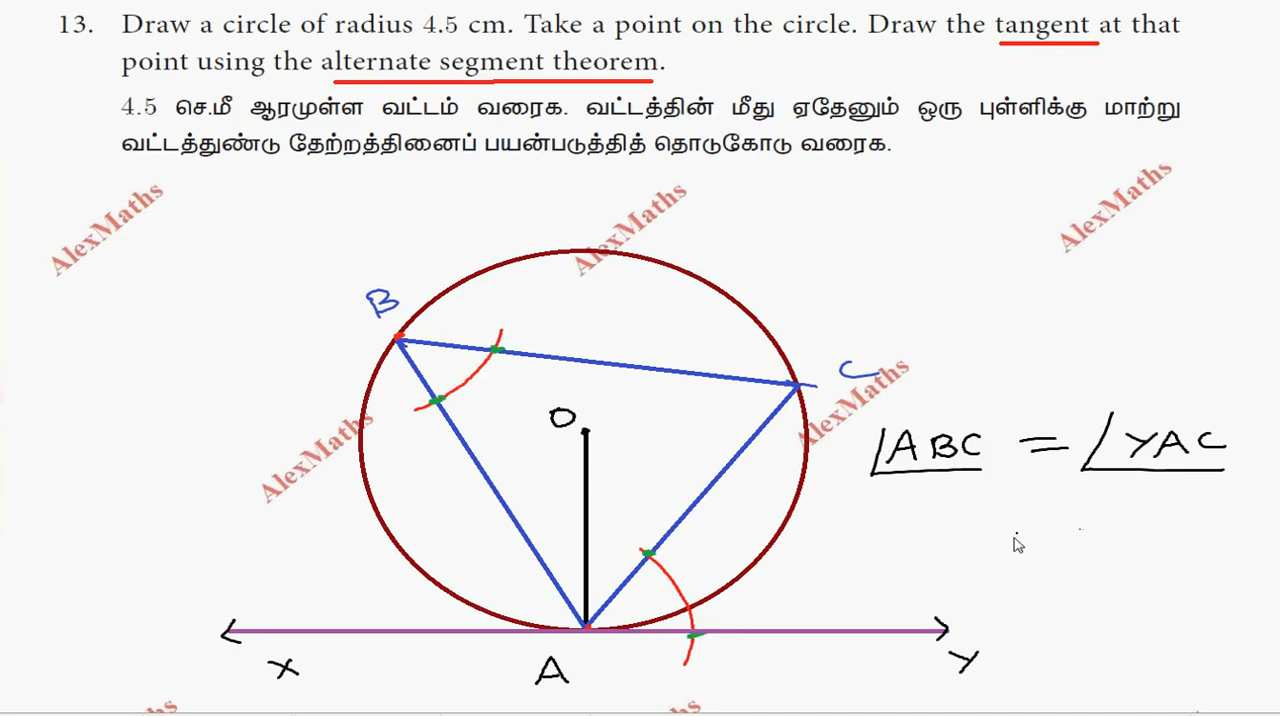 13. Draw a circle of radius 4.5 cm. Take a point on the circle. Draw the tangent at that
point using the alternate segment theorem.
4.5 செ.மீ ஆரமுள்ள வட்டம் வரைக. வட்டத்தின் மீது ஏதேனும் ஒரு புள்ளிக்கு மாற்று
வட்டத்துண்டு தேற்றத்தினைப் பயன்படுத்தித் தொடுகோடு வரைக.
AlexMaths
AlexMaths
AlexMaths
B
C
AlexMaths
O
AlexMaths
∠ABC = ∠YAC
X
A
Y